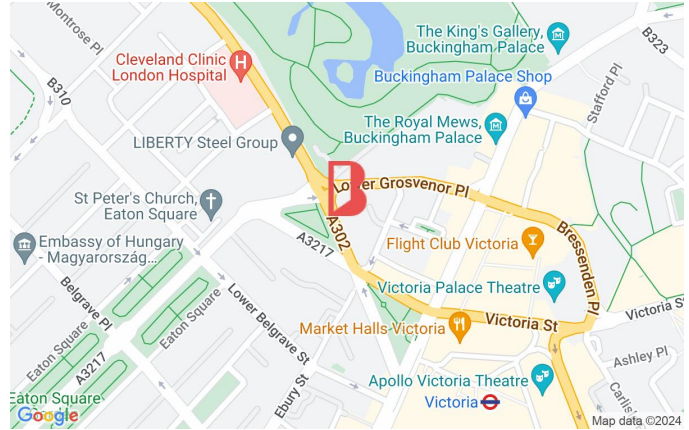 Montrose Pl
The King's Gallery,
Buckingham Palace
B323
Cleveland Clinic
London Hospital
B310
Buckingham Palace Shop
Stafford Pl
The Royal Mews,
Buckingham Palace
LIBERTY Steel Group
Lower Grosvenor Pl
St Peter's Church,
Eaton Square
A302
A3217
Bressenden Pl
Embassy of Hungary
- Magyarország...
Flight Club Victoria
Victoria Palace Theatre
Belgrave Pl
Eaton Square
Eaton Square
Lower Belgrave St
Market Halls Victoria
Victoria St
Victoria S
Ashley Pl
A3217
Ebury St
Apollo Victoria Theatre
Carlisl
Eaton Square
Victoria
Google
Map data ©2024